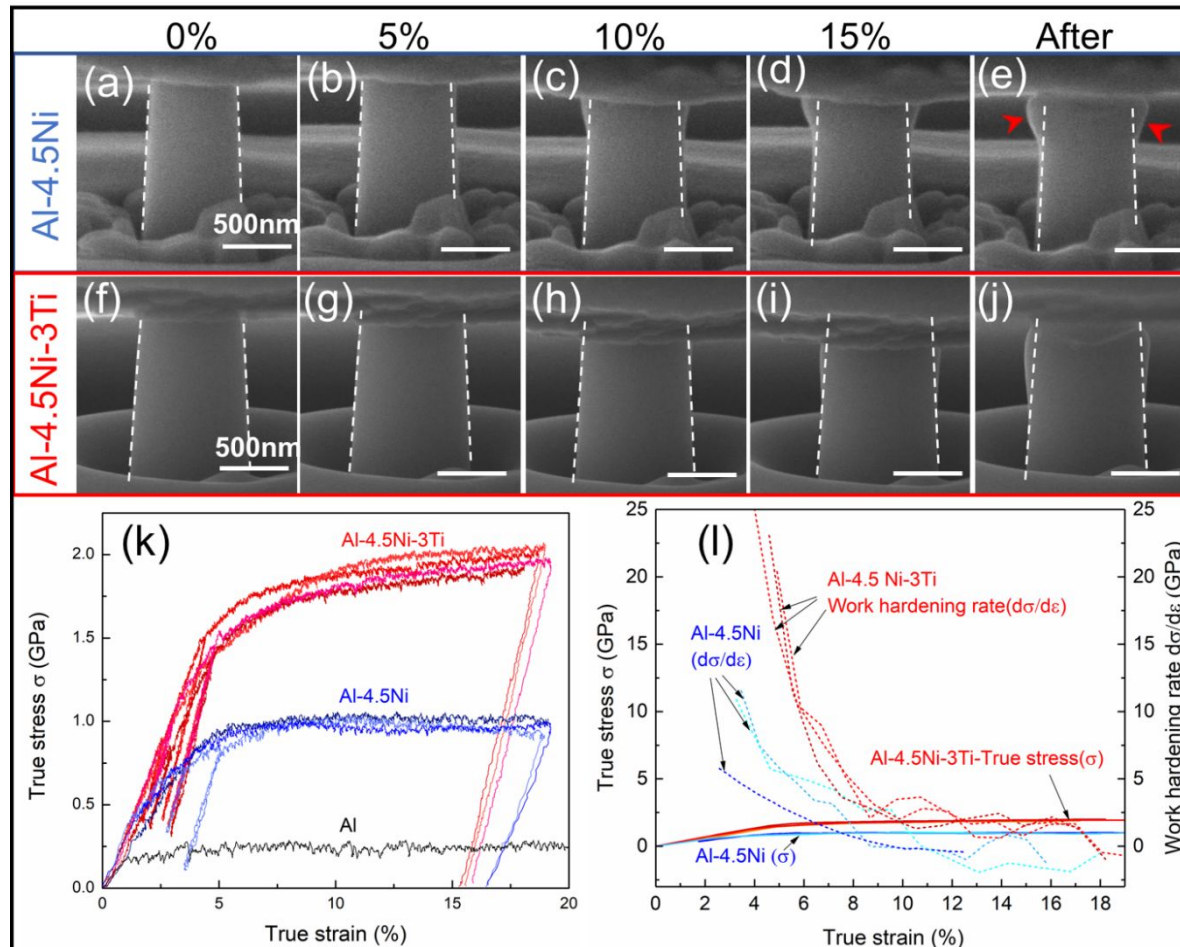 0% 5% 10% 15% After
Al-4.5Ni
(a) (b) (c) (d) (e)
500nm
Al-4.5Ni-3Ti
(f) (g) (h) (i) (j)
500nm
(k)
2.0
1.5
1.0
0.5
0.0
True stress σ (GPa)
Al-4.5Ni-3Ti
Al-4.5Ni
Al
0 5 10 15 20
True strain (%)
(l)
25
20
15
10
5
0
True stress σ (GPa)
Al-4.5 Ni-3Ti
Work hardening rate(dσ/dε)
Al-4.5Ni
(dσ/dε)
Al-4.5Ni-3Ti-True stress(σ)
Al-4.5Ni (σ)
0 2 4 6 8 10 12 14 16 18
True strain (%)
25
20
15
10
5
0
Work hardening rate dσ/dε (GPa)